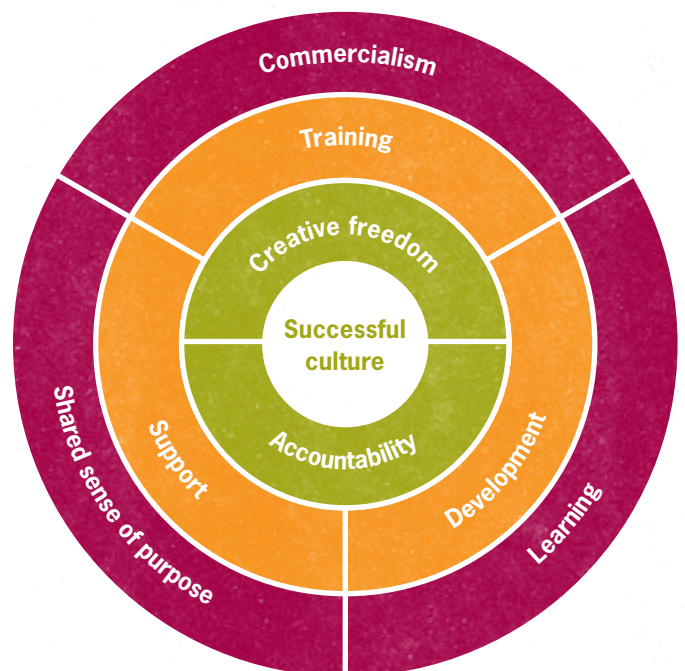 Commercialism
Training
Creative freedom
Successful
culture
Accountability
Support
Development
Shared sense of purpose
Learning